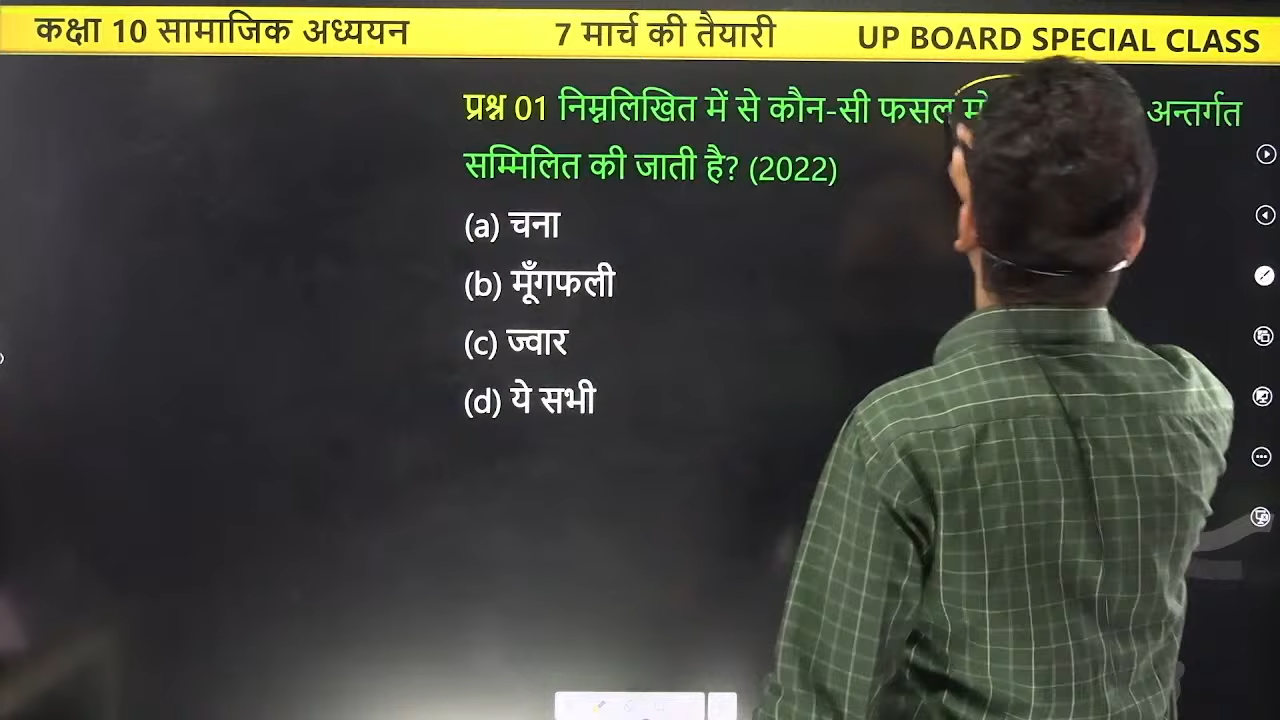 कक्षा 10 सामाजिक अध्ययन 7 मार्च की तैयारी UP BOARD SPECIAL CLASS
प्रश्न 01 निम्नलिखित में से कौन-सी फसल अन्तर्गत
सम्मिलित की जाती है? (2022)
(a) चना
(b) मूँगफली
(c) ज्वार
(d) ये सभी